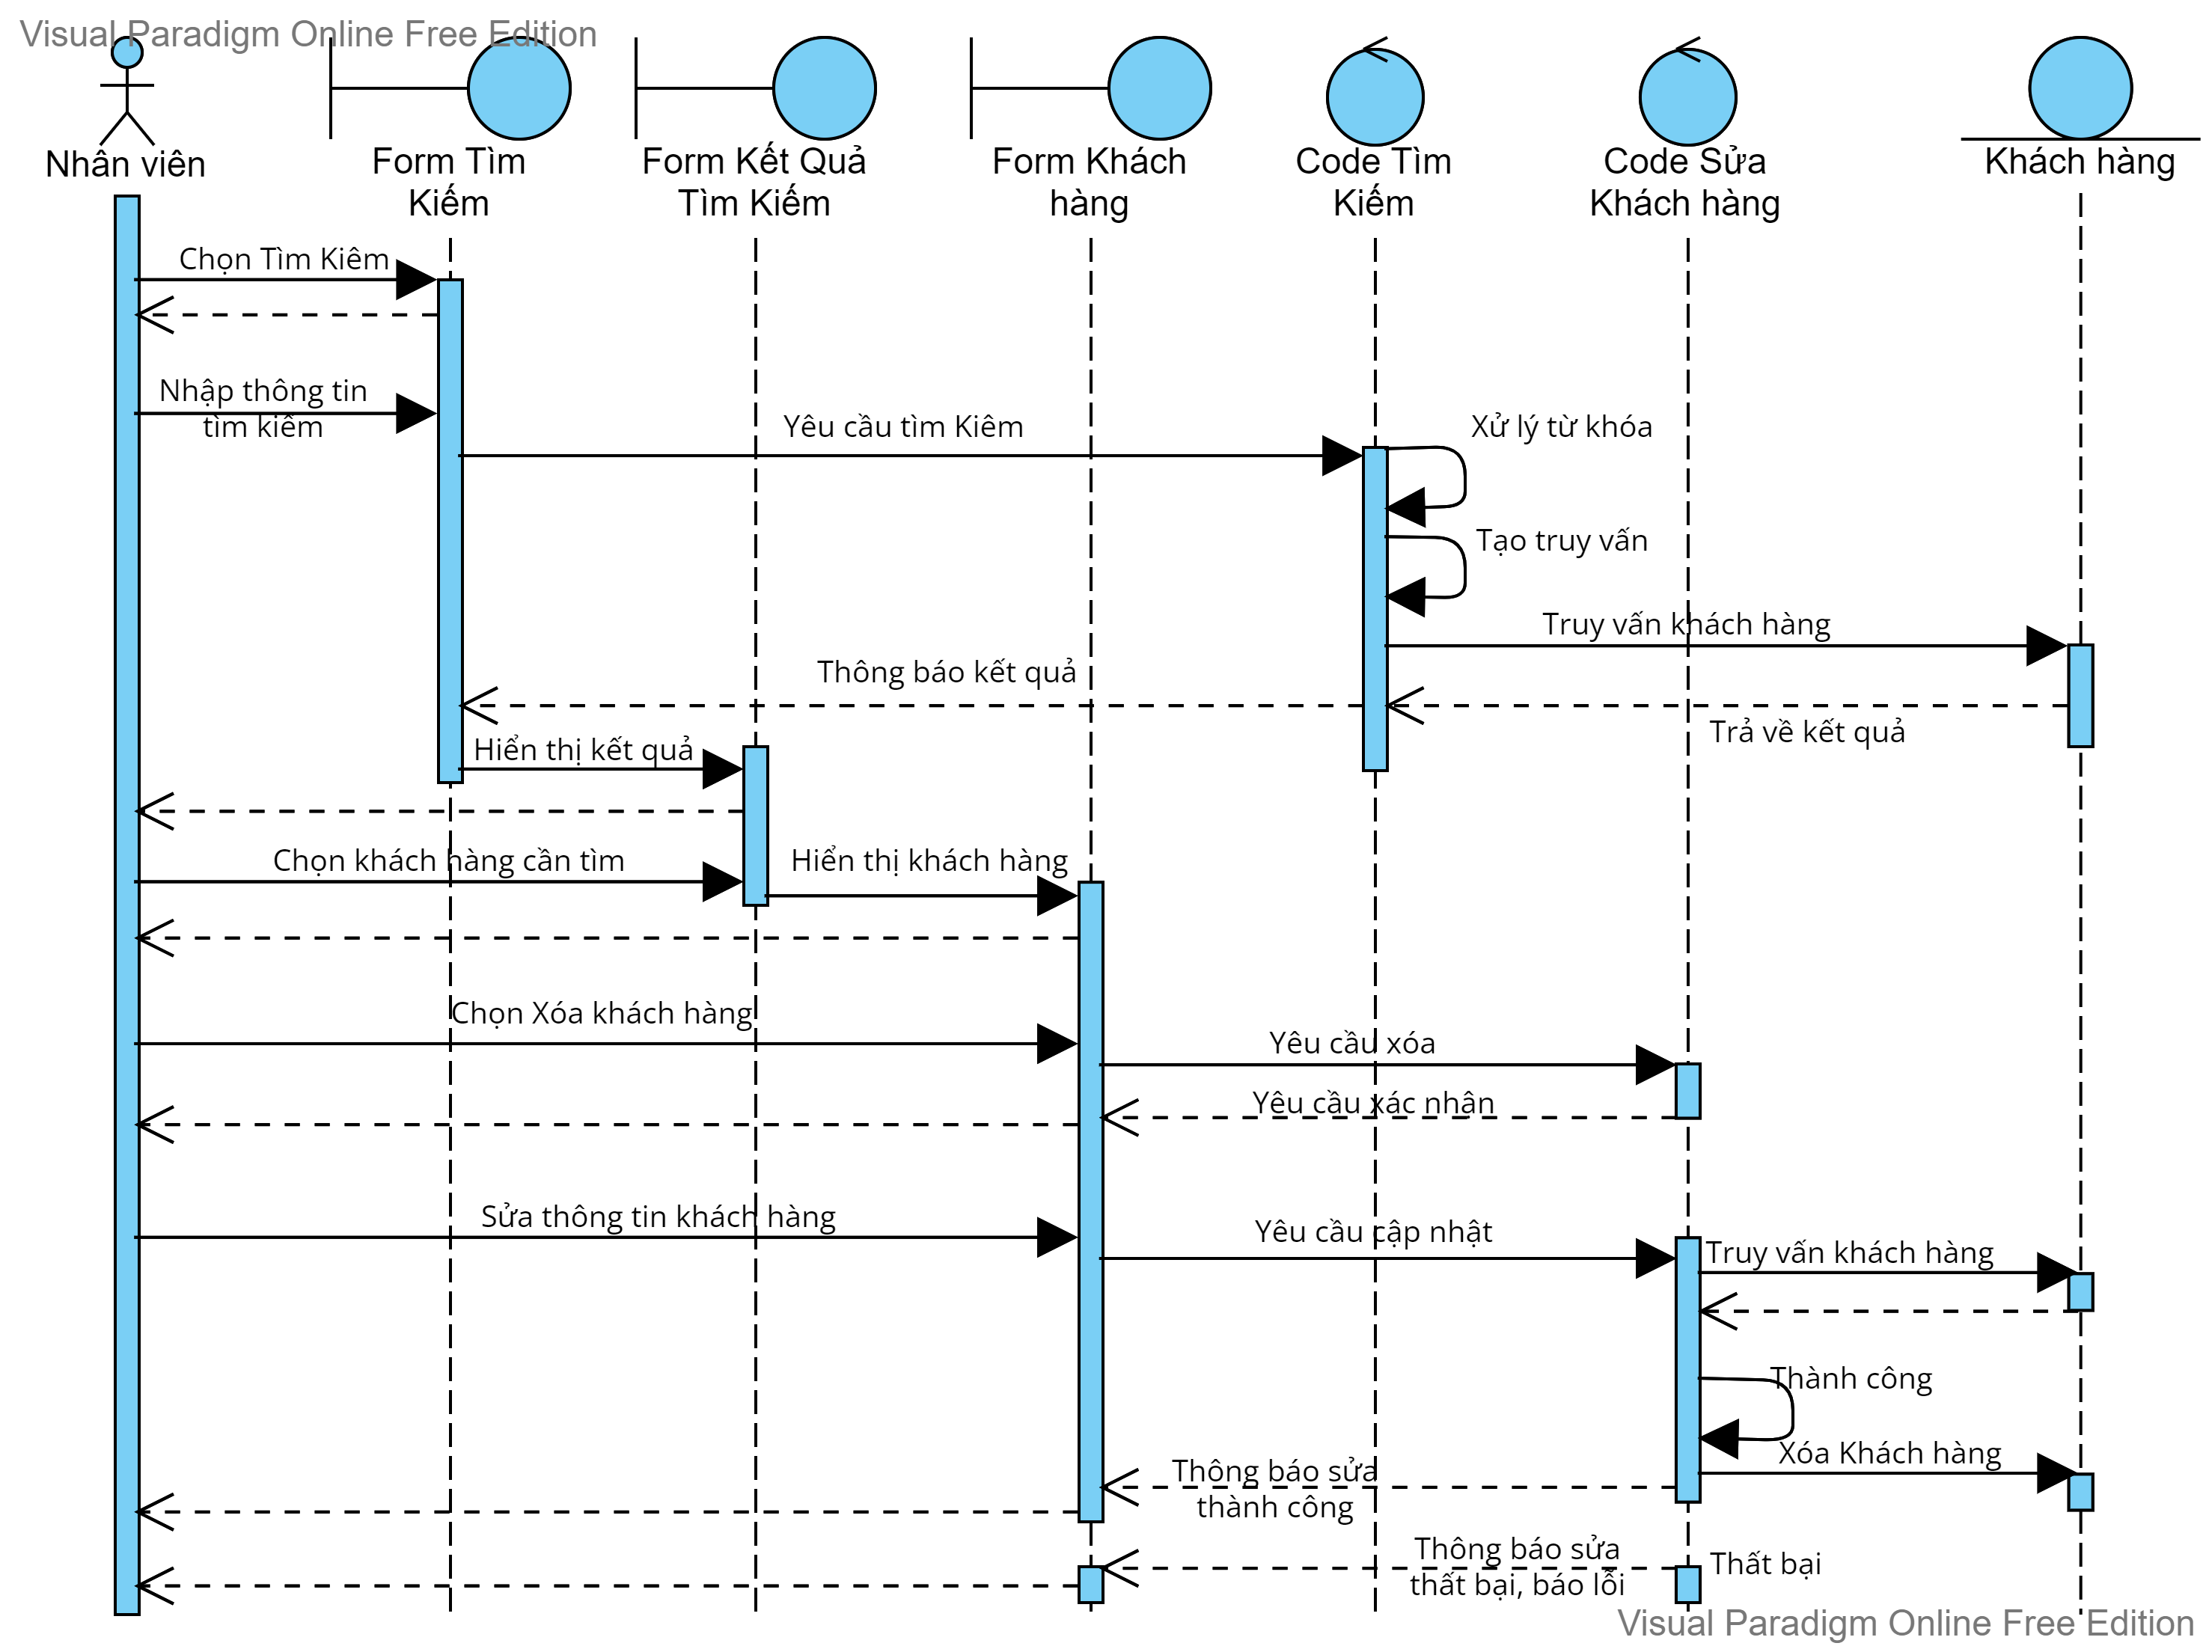 Visual Paradigm Online Free Edition
Nhân viên
Form Tìm
Kiếm
Form Kết Quả
Tìm Kiếm
Form Khách
hàng
Code Tìm
Kiếm
Code Sửa
Khách hàng
Khách hàng
Chọn Tìm Kiêm
Nhập thông tin
tìm kiếm
Yêu cầu tìm Kiêm
Xử lý từ khóa
Tạo truy vấn
Truy vấn khách hàng
Thông báo kết quả
Trả về kết quả
Hiển thị kết quả
Chọn khách hàng cần tìm
Hiển thị khách hàng
Chọn Xóa khách hàng
Yêu cầu xóa
Yêu cầu xác nhân
Sửa thông tin khách hàng
Yêu cầu cập nhật
Truy vấn khách hàng
Thành công
Xóa Khách hàng
Thông báo sửa
thành công
Thông báo sửa
thất bại, báo lỗi
Thất bại
Visual Paradigm Online Free Edition